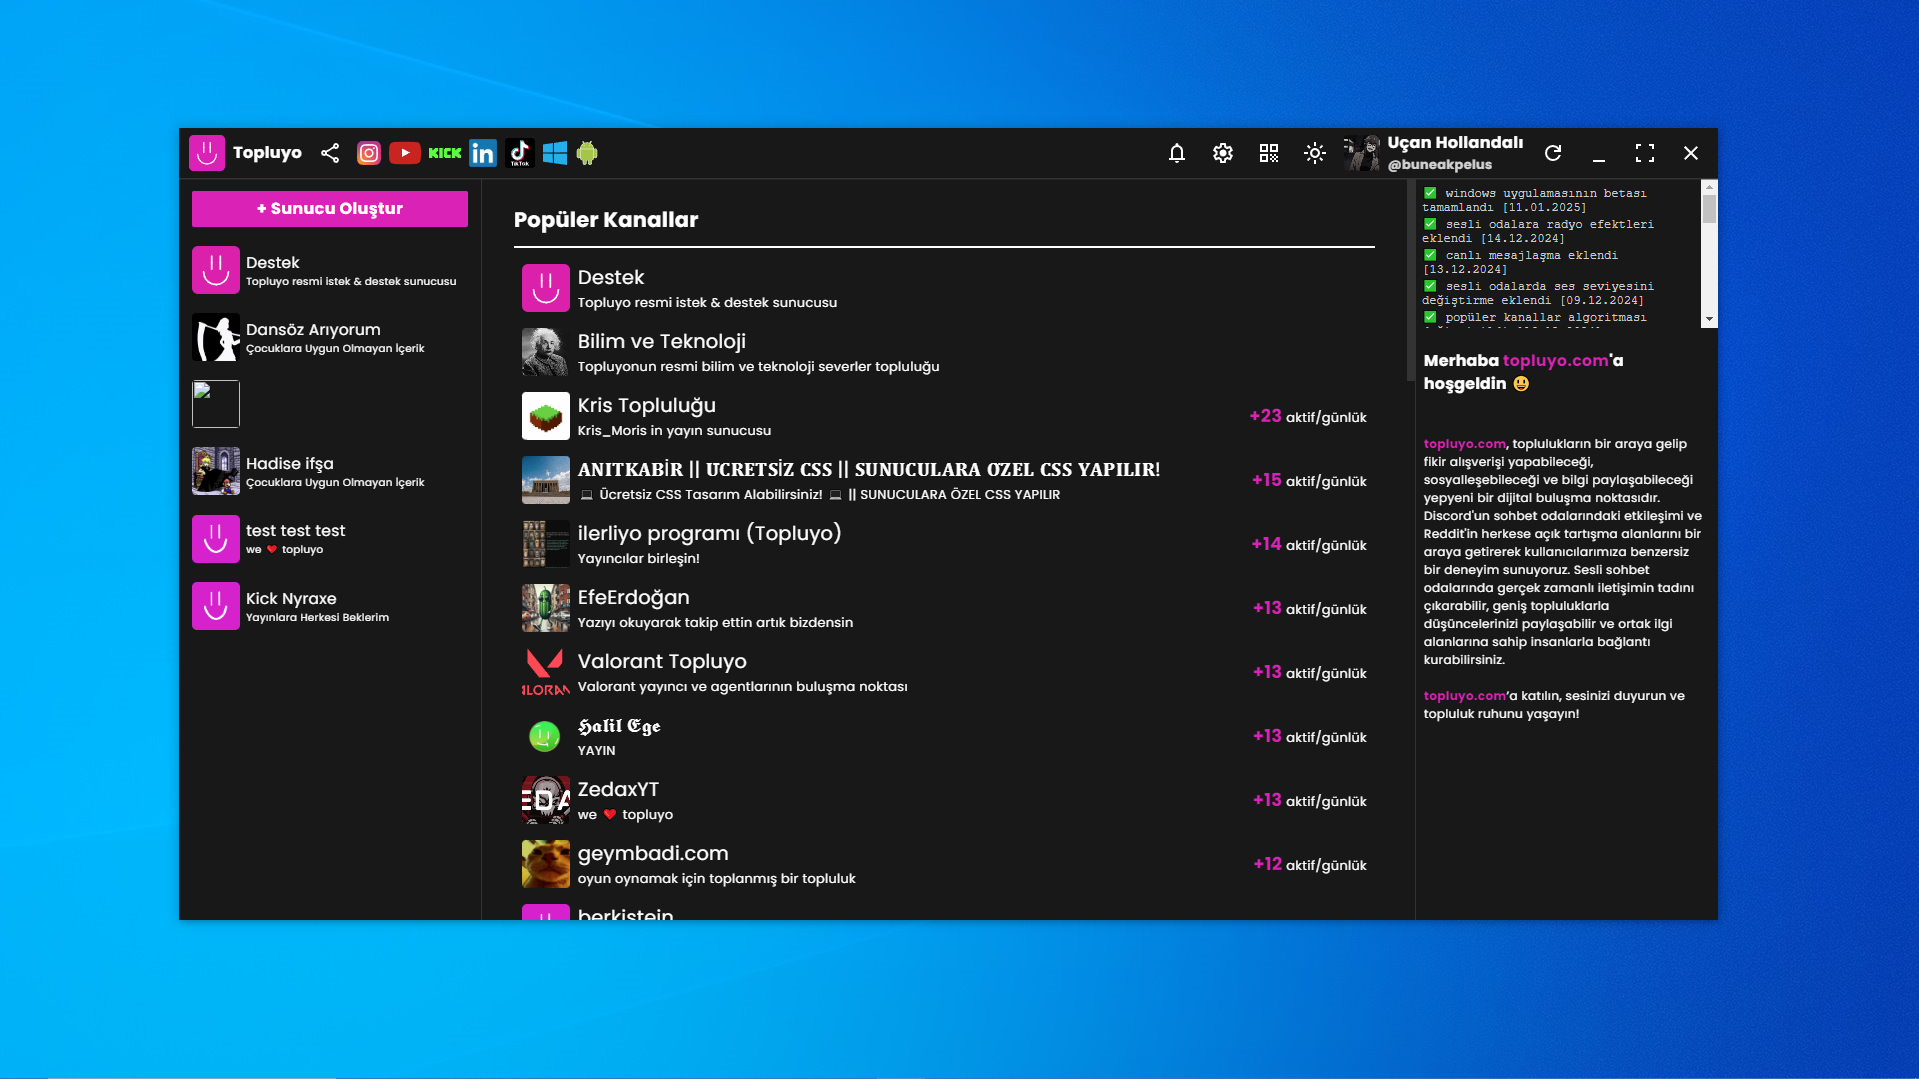 Topluyo
KICK
TikTok
Uçan Hollandalı
@buneakpelus
+ Sunucu Oluştur
Destek
Topluyo resmi istek & destek sunucusu
Dansöz Arıyorum
Çocuklara Uygun Olmayan İçerik
Hadise ifşa
Çocuklara Uygun Olmayan İçerik
test test test
we ❤ topluyo
Kick Nyraxe
Yayınlara Herkesi Beklerim
Popüler Kanallar
Destek
Topluyo resmi istek & destek sunucusu
Bilim ve Teknoloji
Topluyonun resmi bilim ve teknoloji severler topluluğu
Kris Topluluğu
Kris_Moris in yayın sunucusu
+23 aktif/günlük
ANITKABİR || ÜCRETSİZ CSS || SUNUCULARA ÖZEL CSS YAPILIR!
💻 Ücretsiz CSS Tasarım Alabilirsiniz! 💻 || SUNUCULARA ÖZEL CSS YAPILIR
+15 aktif/günlük
ilerliyo programı (Topluyo)
Yayıncılar birleşin!
+14 aktif/günlük
EfeErdoğan
Yazıyı okuyarak takip ettin artık bizdensin
+13 aktif/günlük
Valorant Topluyo
Valorant yayıncı ve agentlarının buluşma noktası
+13 aktif/günlük
Halil Ege
YAYIN
+13 aktif/günlük
ZedaxYT
we ❤ topluyo
+13 aktif/günlük
geymbadi.com
oyun oynamak için toplanmış bir topluluk
+12 aktif/günlük
berkistein
✅ windows uygulamasının betası
tamamlandı [11.01.2025]
✅ sesli odalara radyo efektleri
eklendi [14.12.2024]
✅ canlı mesajlaşma eklendi
[13.12.2024]
✅ sesli odalarda ses seviyesini
değiştirme eklendi [09.12.2024]
✅ popüler kanallar algoritması
Merhaba topluyo.com'a
hoşgeldin 😃
topluyo.com, toplulukların bir araya gelip
fikir alışverişi yapabileceği,
sosyalleşebileceği ve bilgi paylaşabileceği
yepyeni bir dijital buluşma noktasıdır.
Discord'un sohbet odalarındaki etkileşimi ve
Reddit'in herkese açık tartışma alanlarını bir
araya getirerek kullanıcılarımıza benzersiz
bir deneyim sunuyoruz. Sesli sohbet
odalarında gerçek zamanlı iletişimin tadını
çıkarabilir, geniş topluluklarla
düşüncelerinizi paylaşabilir ve ortak ilgi
alanlarına sahip insanlarla bağlantı
kurabilirsiniz.
topluyo.com'a katılın, sesinizi duyurun ve
topluluk ruhunu yaşayın!